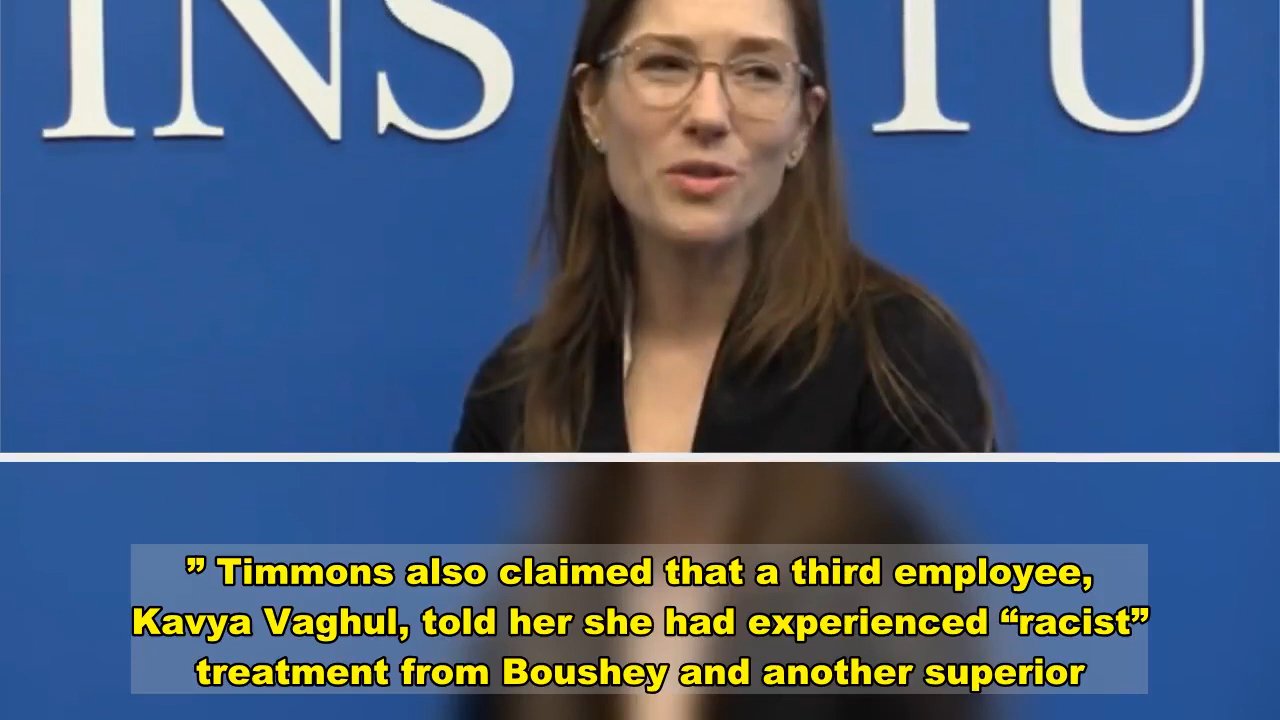 INS TU
” Timmons also claimed that a third employee,
Kavya Vaghul, told her she had experienced “racist”
treatment from Boushey and another superior